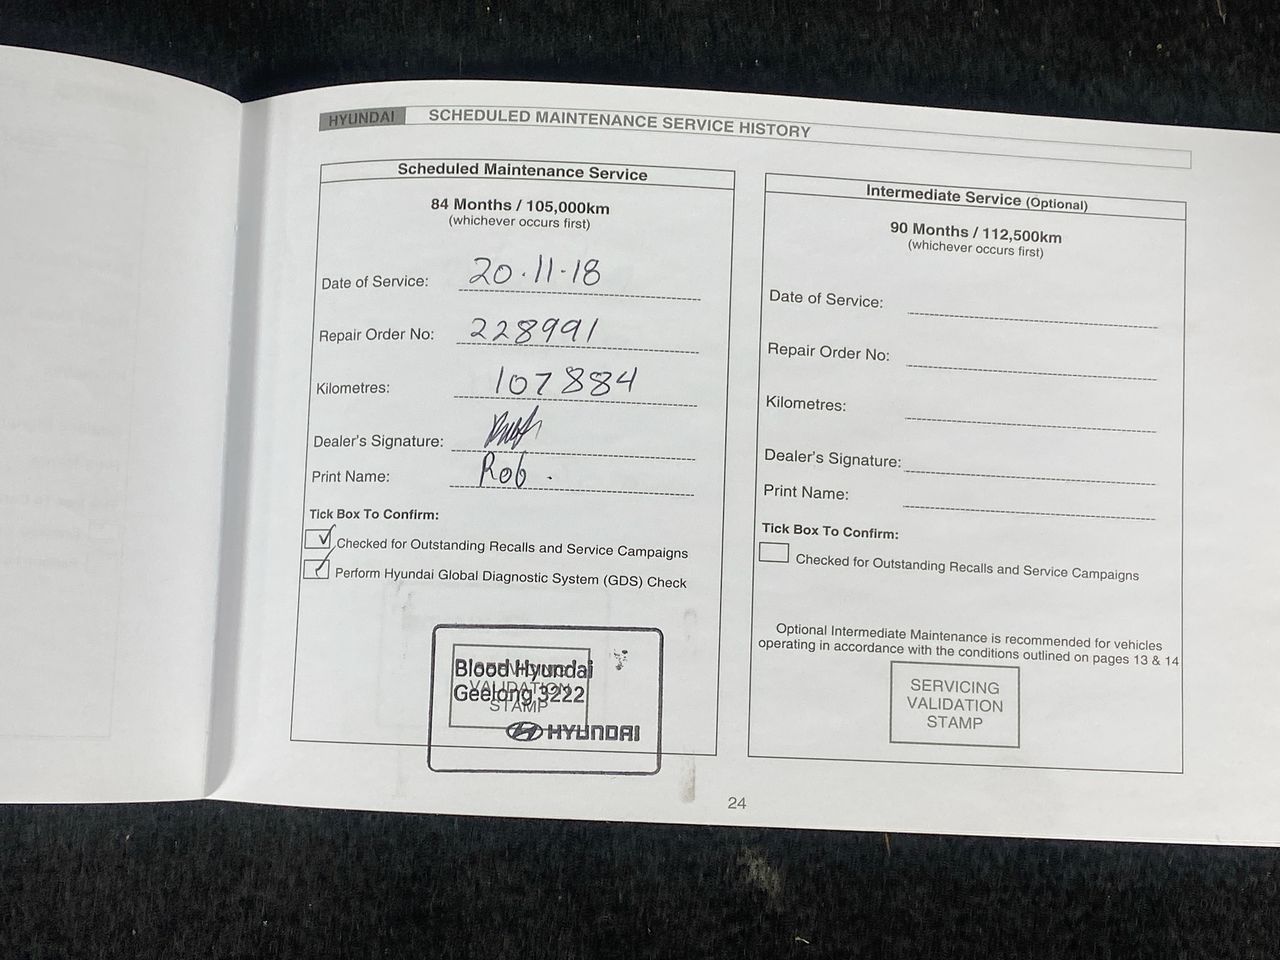 HYUNDAI SCHEDULED MAINTENANCE SERVICE HISTORY
Scheduled Maintenance Service
84 Months / 105,000km
(whichever occurs first)
Date of Service: 20·11·18
Repair Order No: 228991
Kilometres: 107884
Dealer's Signature:
Print Name: Rob.
Tick Box To Confirm:
Checked for Outstanding Recalls and Service Campaigns
Perform Hyundai Global Diagnostic System (GDS) Check
SERVICING
VALIDATION
STAMP
Blood Hyundai
Geelong 3222
HYUNDAI
Intermediate Service (Optional)
90 Months / 112,500km
(whichever occurs first)
Date of Service:
Repair Order No:
Kilometres:
Dealer's Signature:
Print Name:
Tick Box To Confirm:
Checked for Outstanding Recalls and Service Campaigns
Optional Intermediate Maintenance is recommended for vehicles
operating in accordance with the conditions outlined on pages 13 & 14
SERVICING
VALIDATION
STAMP
24